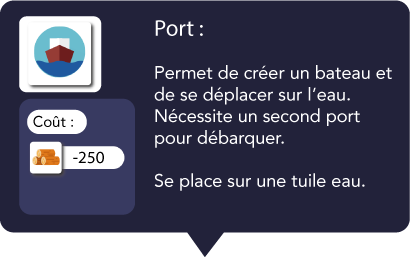 Port :
Permet de créer un bateau et
de se déplacer sur l’eau.
Nécessite un second port
pour débarquer.
Se place sur une tuile eau.
Coût :
-250